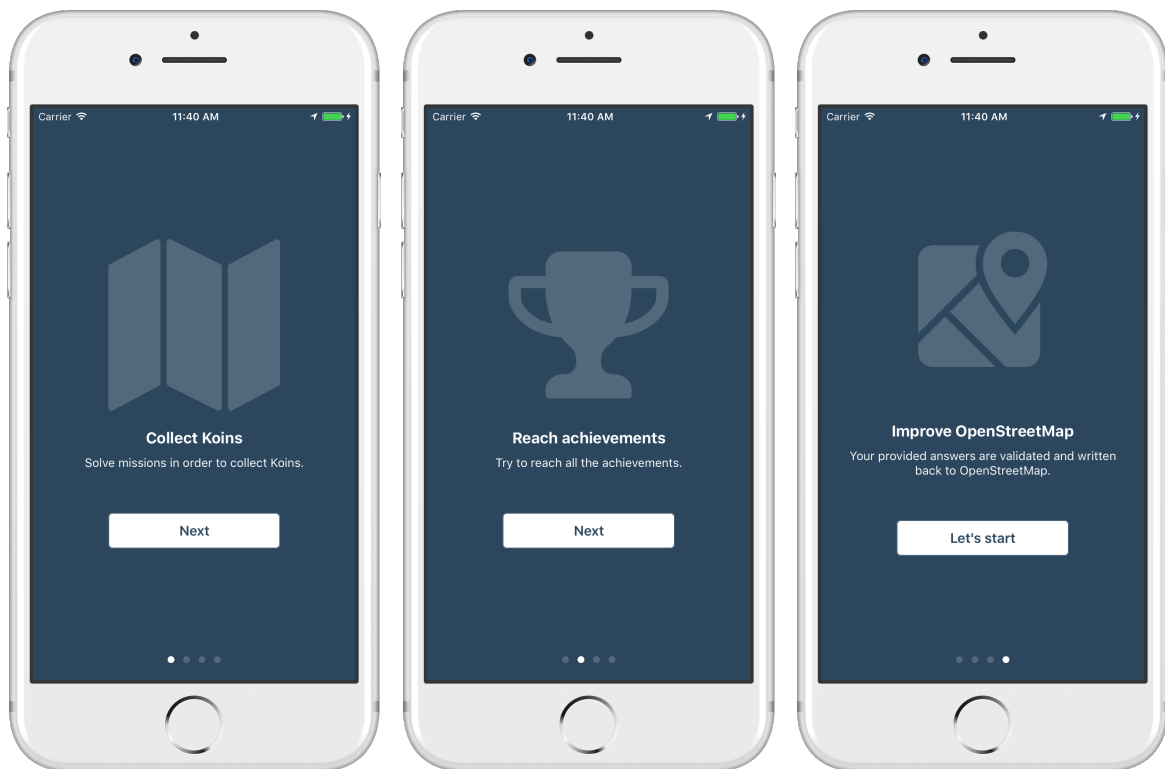 Carrier 11:40 AM
Collect Koins
Solve missions in order to collect Koins.
Next
Carrier 11:40 AM
Reach achievements
Try to reach all the achievements.
Next
Carrier 11:40 AM
Improve OpenStreetMap
Your provided answers are validated and written
back to OpenStreetMap.
Let's start